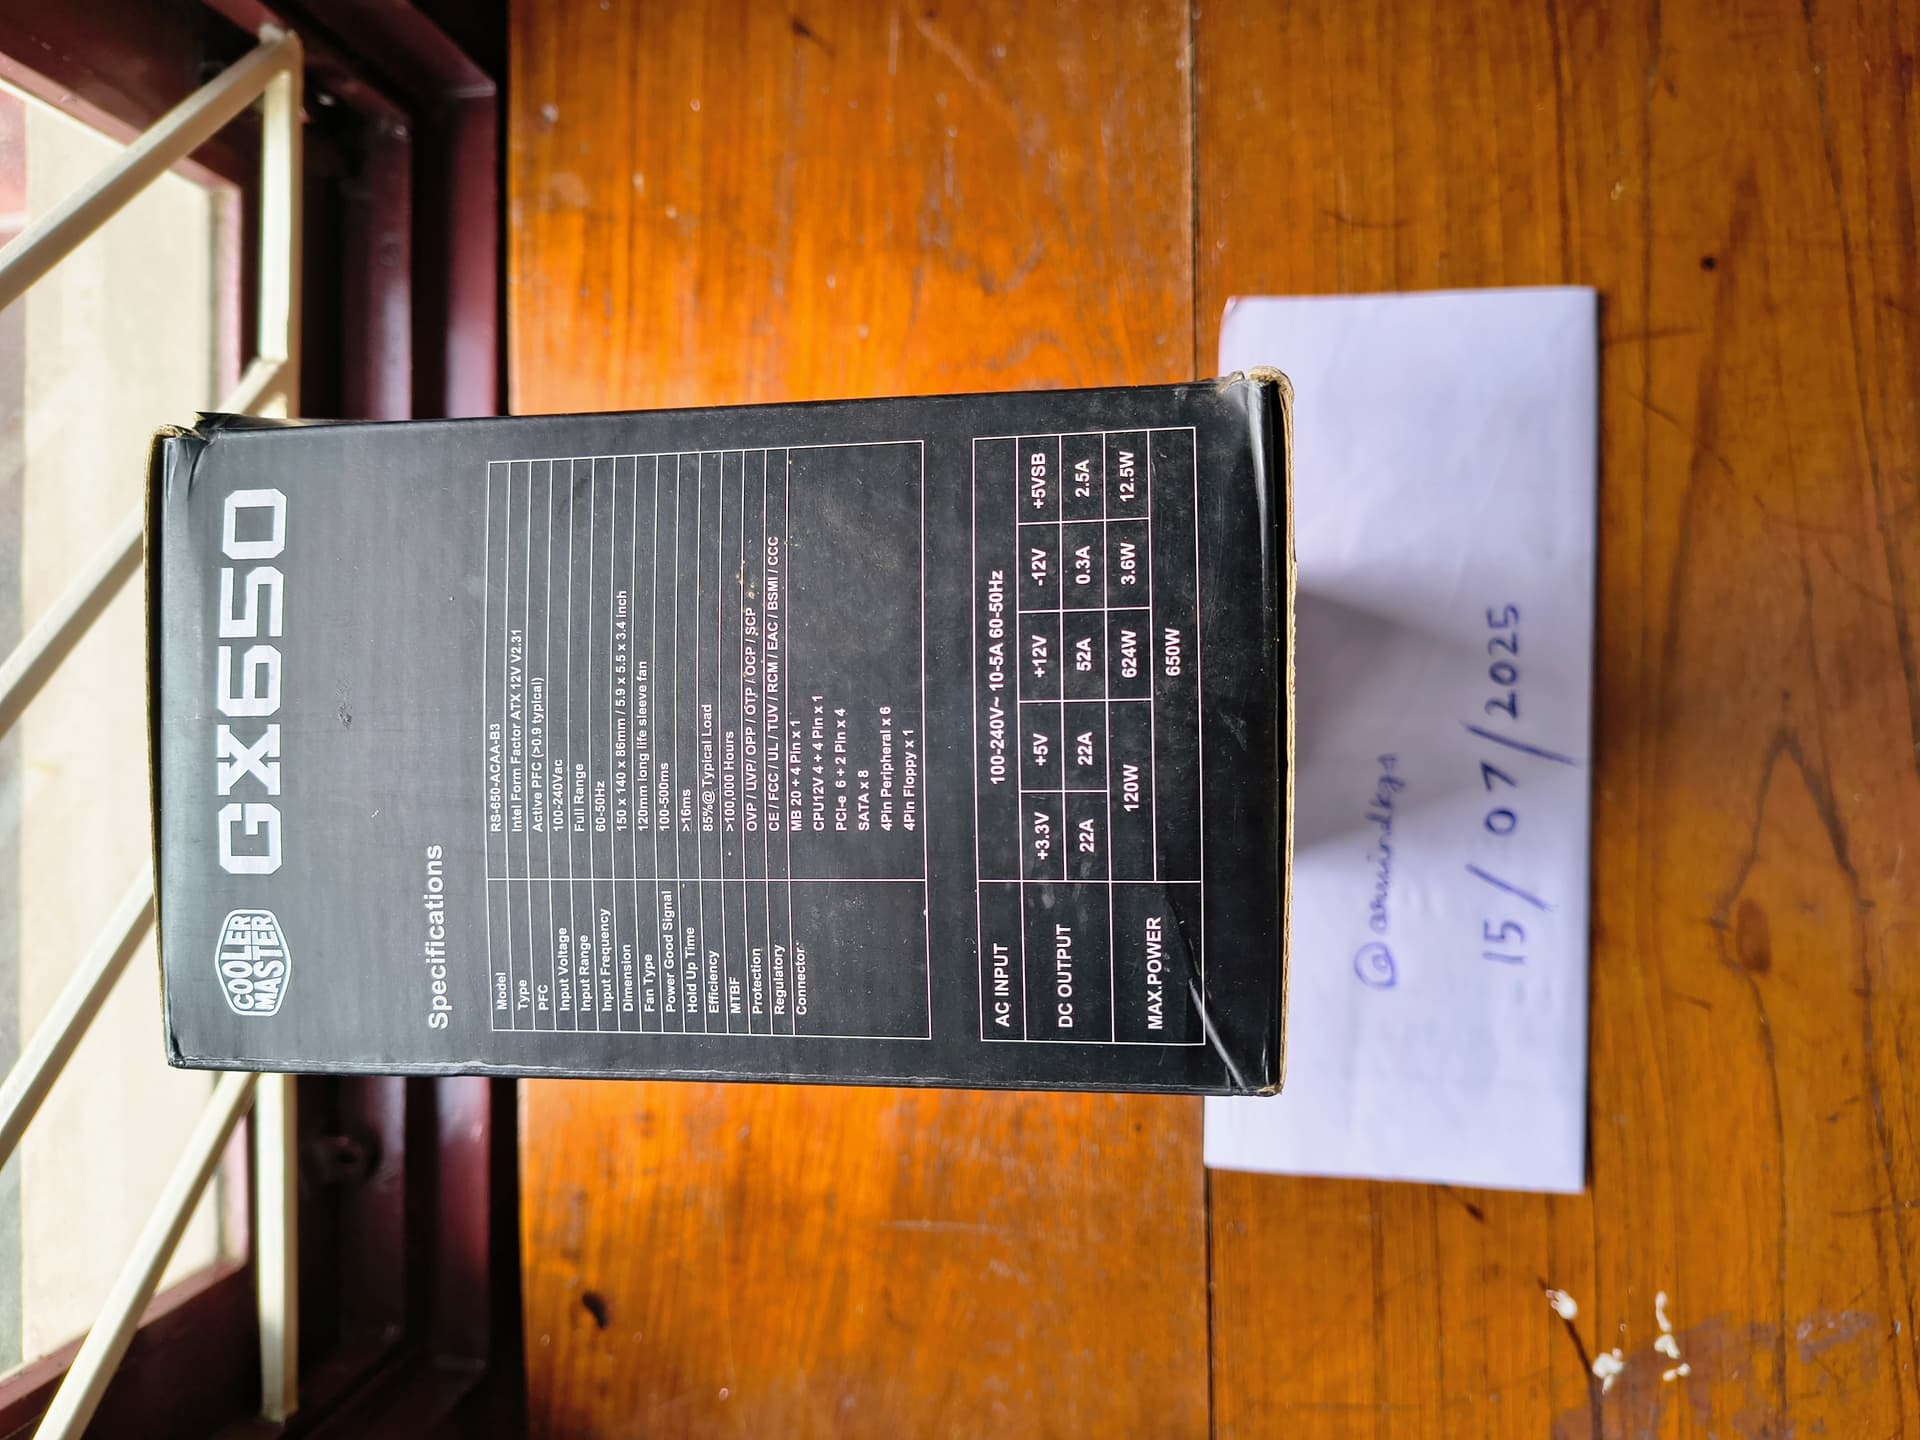 COOLER MASTER GX650
Specifications
Model RS-650-ACAA-B3
Type Intel Form Factor ATX 12V V2.31
PFC Active PFC (>0.9 typical)
Input Voltage 100-240Vac
Input Range Full Range
Input Frequency 60-50Hz
Dimension 150 x 140 x 86mm / 5.9 x 5.5 x 3.4 inch
Fan Type 120mm long life sleeve fan
Power Good Signal 100-500ms
Hold Up Time >16ms
Efficiency 85%@ Typical Load
MTBF >100,000 Hours
Protection OVP / UVP / OPP / OTP / OCP / SCP
Regulatory CE / FCC / UL / TUV / RCM / EAC / BSMI / CCC
Connector MB 20 + 4 Pin x 1
CPU12V 4 + 4 Pin x 1
PCI-e 6 + 2 Pin x 4
SATA x 8
4Pin Peripheral x 6
4Pin Floppy x 1
AC INPUT 100-240V~ 10-5A 60-50Hz
DC OUTPUT +3.3V +5V +12V -12V +5VSB
22A 22A 52A 0.3A 2.5A
MAX.POWER 120W 624W 3.6W 12.5W
650W
15/07/2025